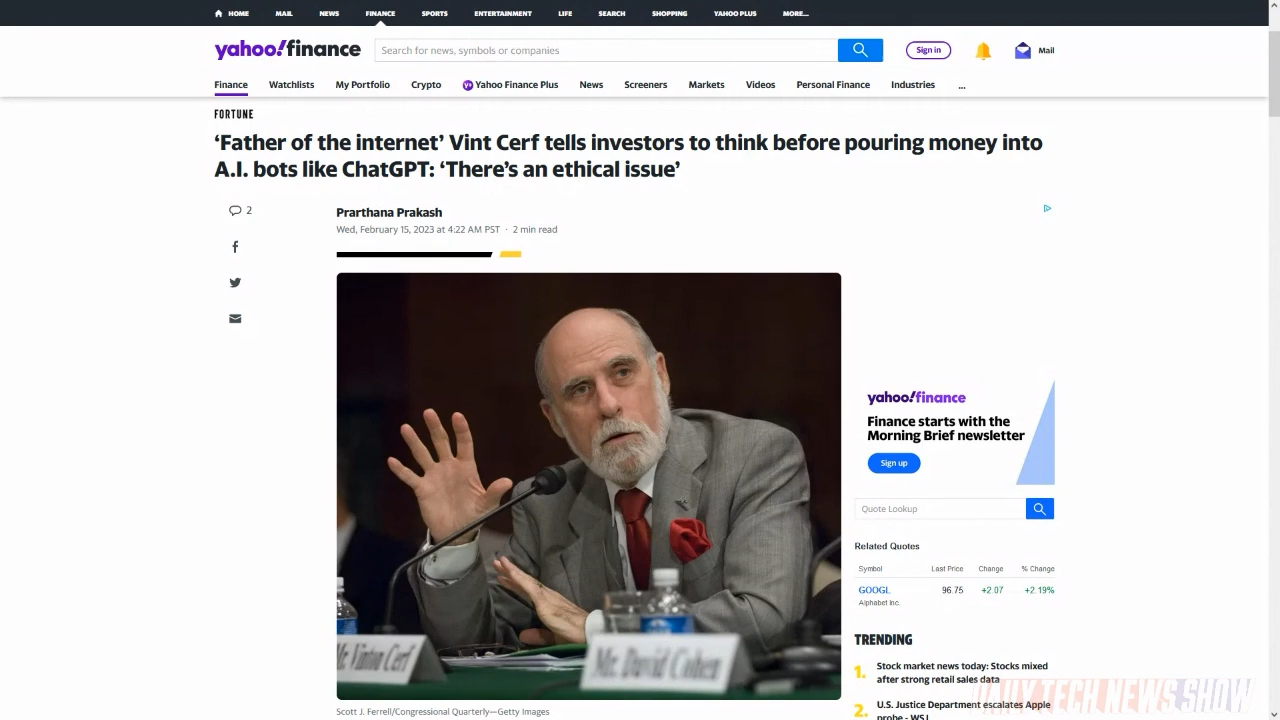 HOME MAIL NEWS FINANCE SPORTS ENTERTAINMENT LIFE SEARCH SHOPPING YAHOO PLUS MORE...
yahoo!finance
Search for news, symbols or companies
Sign in
Mail
Finance Watchlists My Portfolio Crypto Y+ Yahoo Finance Plus News Screeners Markets Videos Personal Finance Industries ...
FORTUNE
‘Father of the internet’ Vint Cerf tells investors to think before pouring money into
A.I. bots like ChatGPT: ‘There’s an ethical issue’
2
Prarthana Prakash
Wed, February 15, 2023 at 4:22 AM PST · 2 min read
Mr. Vinton Cerf
Mr. David Cohen
Scott J. Ferrell/Congressional Quarterly—Getty Images
yahoo!finance
Finance starts with the
Morning Brief newsletter
Sign up
Quote Lookup
Related Quotes
Symbol Last Price Change % Change
GOOGL 96.75 +2.07 +2.19%
Alphabet Inc.
TRENDING
1. Stock market news today: Stocks mixed
after strong retail sales data
2. U.S. Justice Department escalates Apple
probe - WSJ
DAILY TECH NEWS SHOW